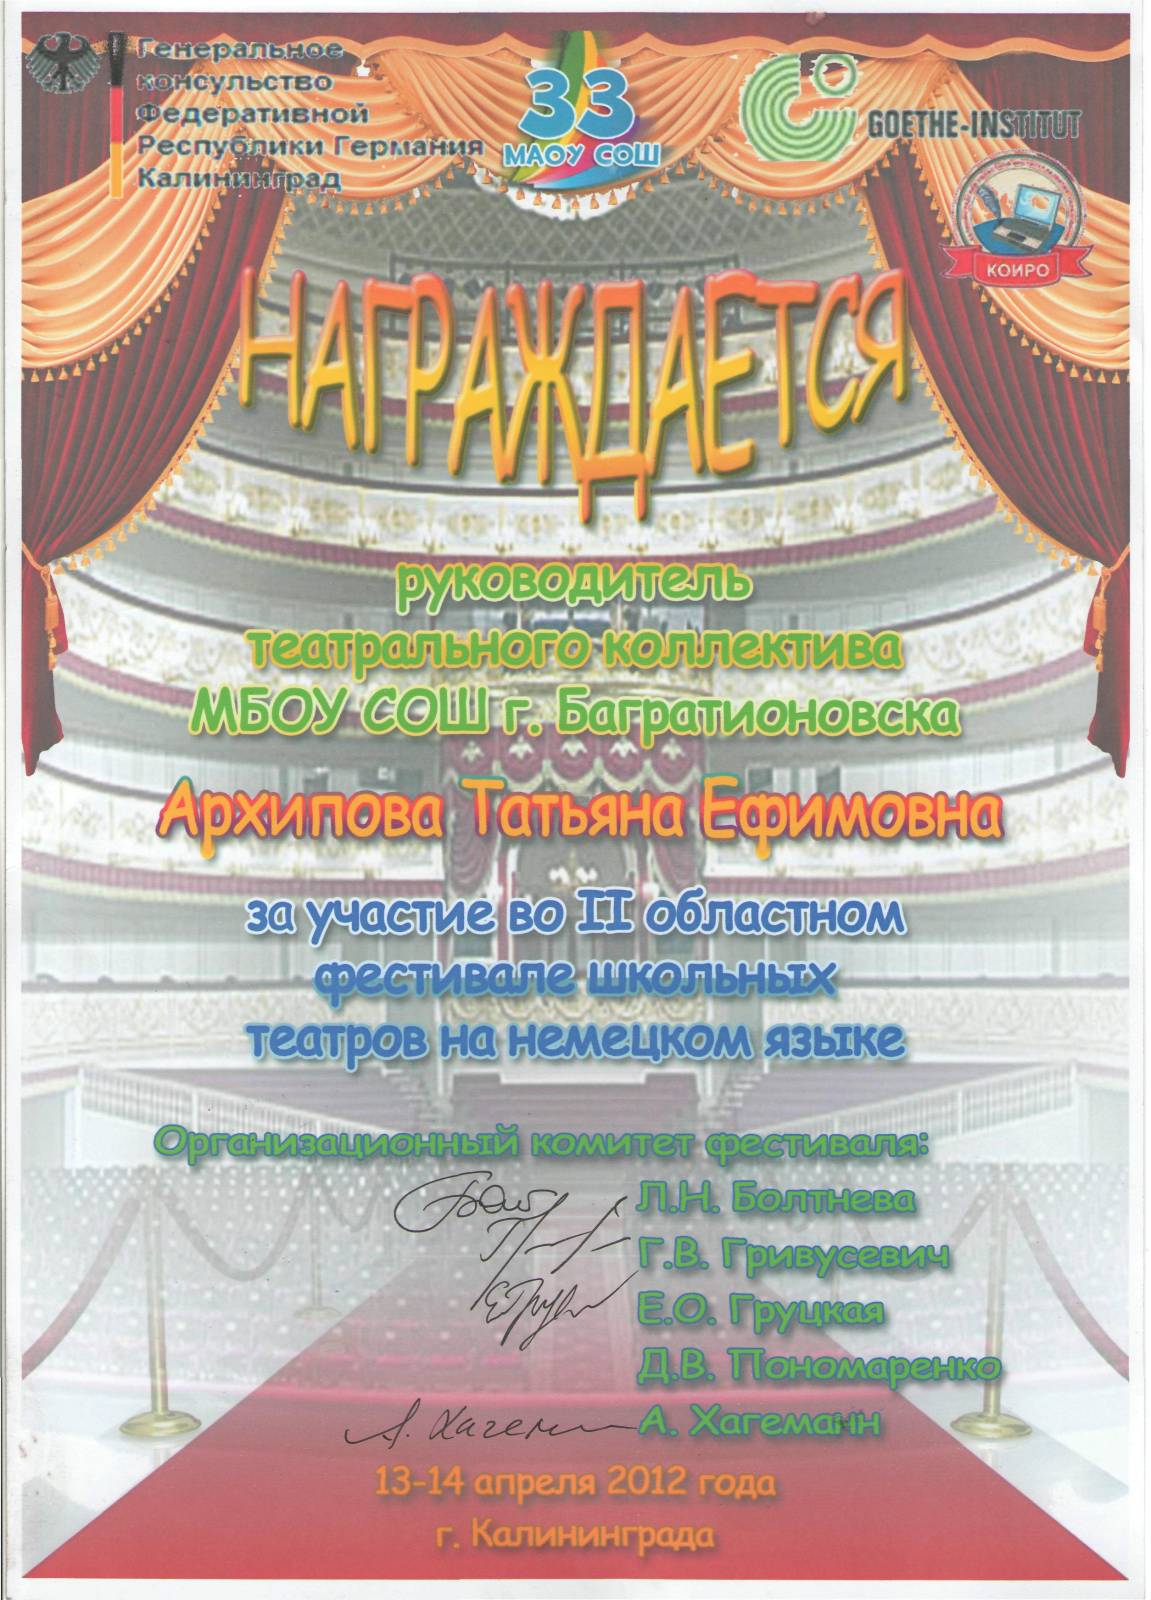 Генеральное
консульство
Федеративной
Республики Германия
Калининград
33
МАОУ СОШ
GOETHE-INSTITUT
КОИРО
НАГРАЖДАЕТСЯ
руководитель
театрального коллектива
МБОУ СОШ г. Багратионовска
Архипова Татьяна Ефимовна
за участие во II областном
фестивале школьных
театров на немецком языке
Организационный комитет фестиваля:
Л.Н. Болтнева
Г.В. Гривусевич
Е.О. Груцкая
Д.В. Пономаренко
А. Хагеманн
13-14 апреля 2012 года
г. Калининграда